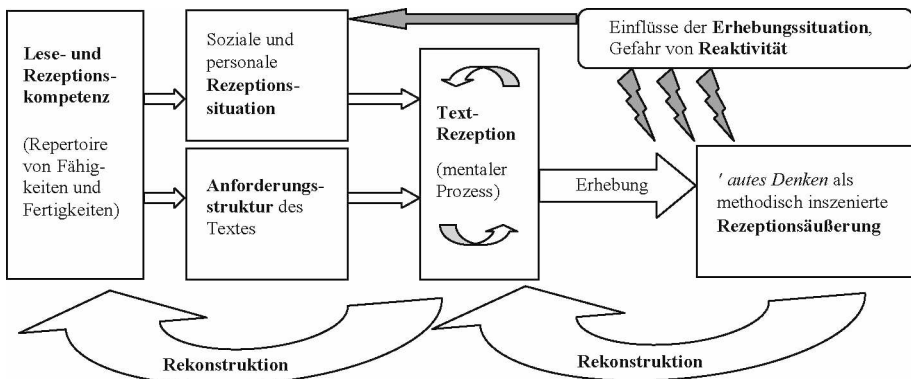 Lese- und
Rezeptions-
kompetenz
(Repertoire
von Fähig-
keiten und
Fertigkeiten)
Soziale und
personale
Rezeptions-
situation
Anforderungs-
struktur des
Textes
Text-
Rezeption
(mentaler
Prozess)
Erhebung
Einflüsse der Erhebungssituation,
Gefahr von Reaktivität
' autes Denken als
methodisch inszenierte
Rezeptionsäußerung
Rekonstruktion
Rekonstruktion